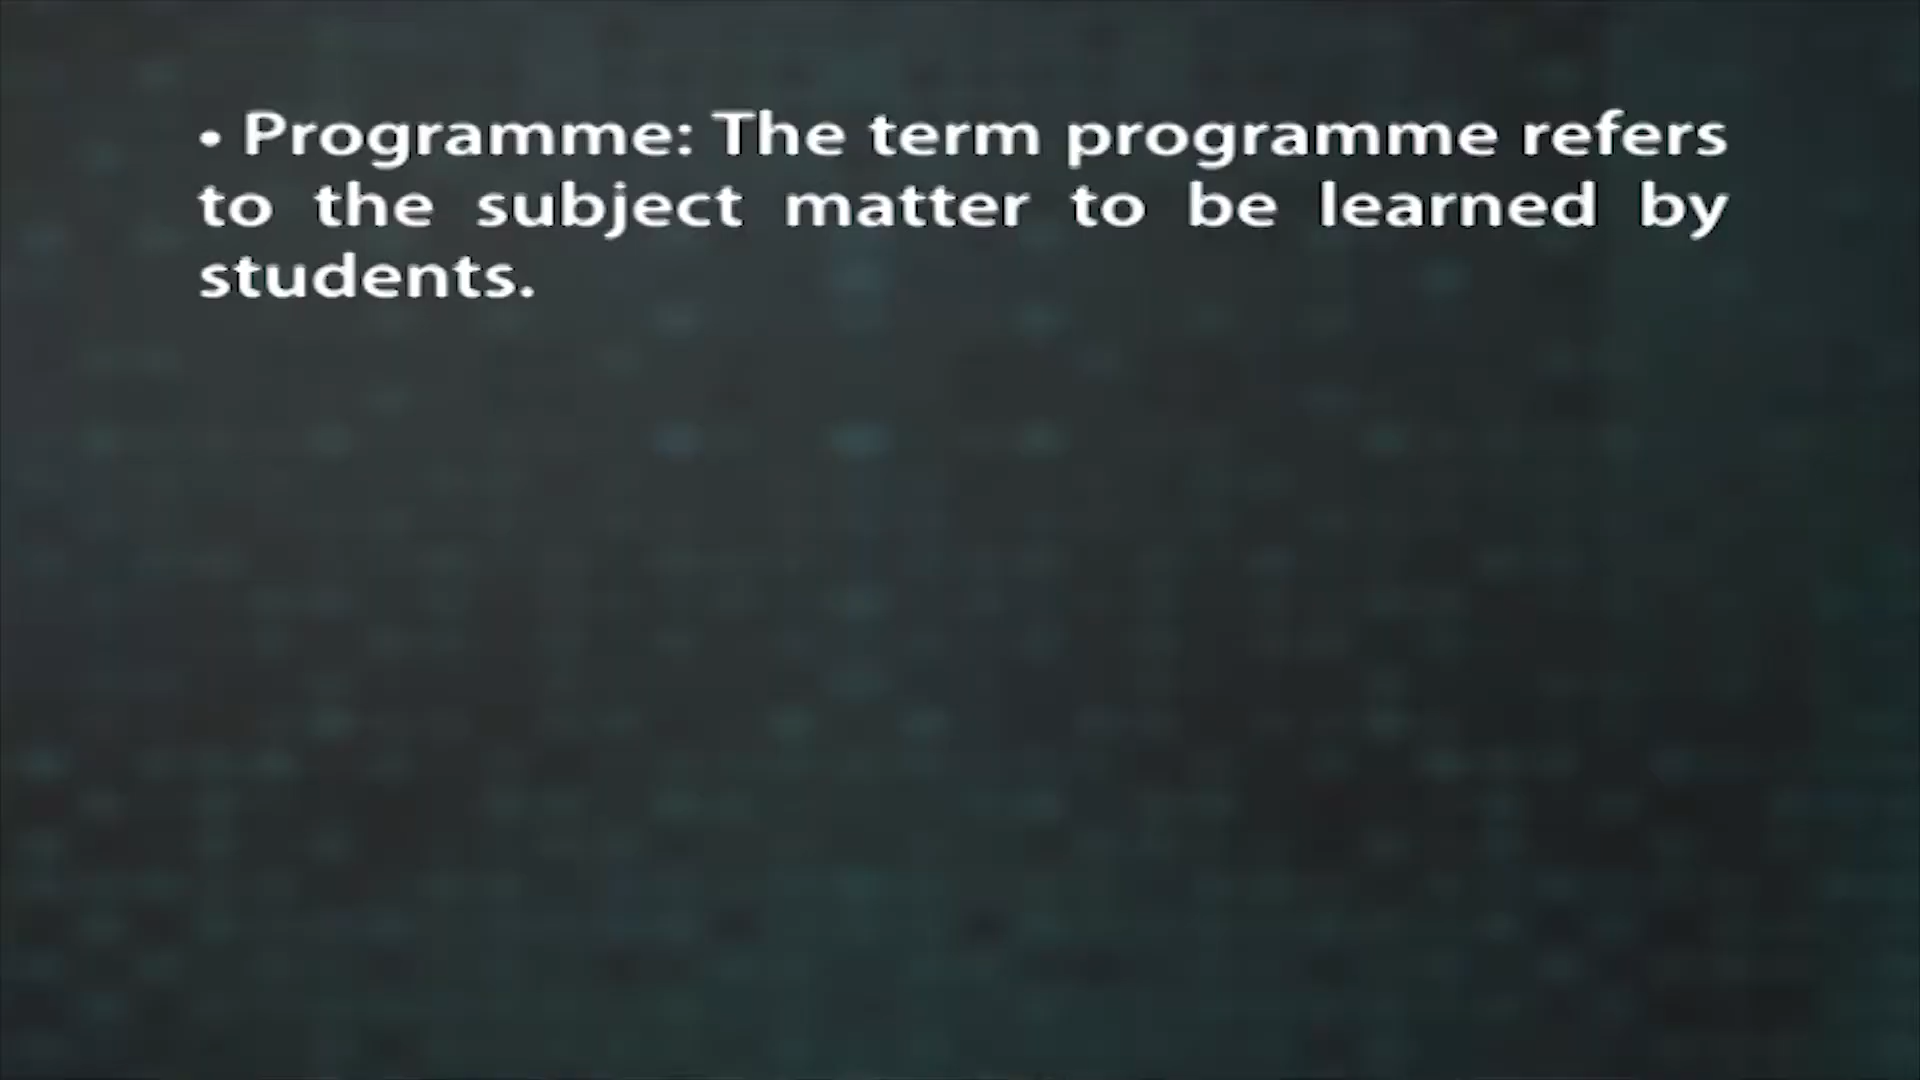 • Programme: The term programme refers
to the subject matter to be learned by
students.